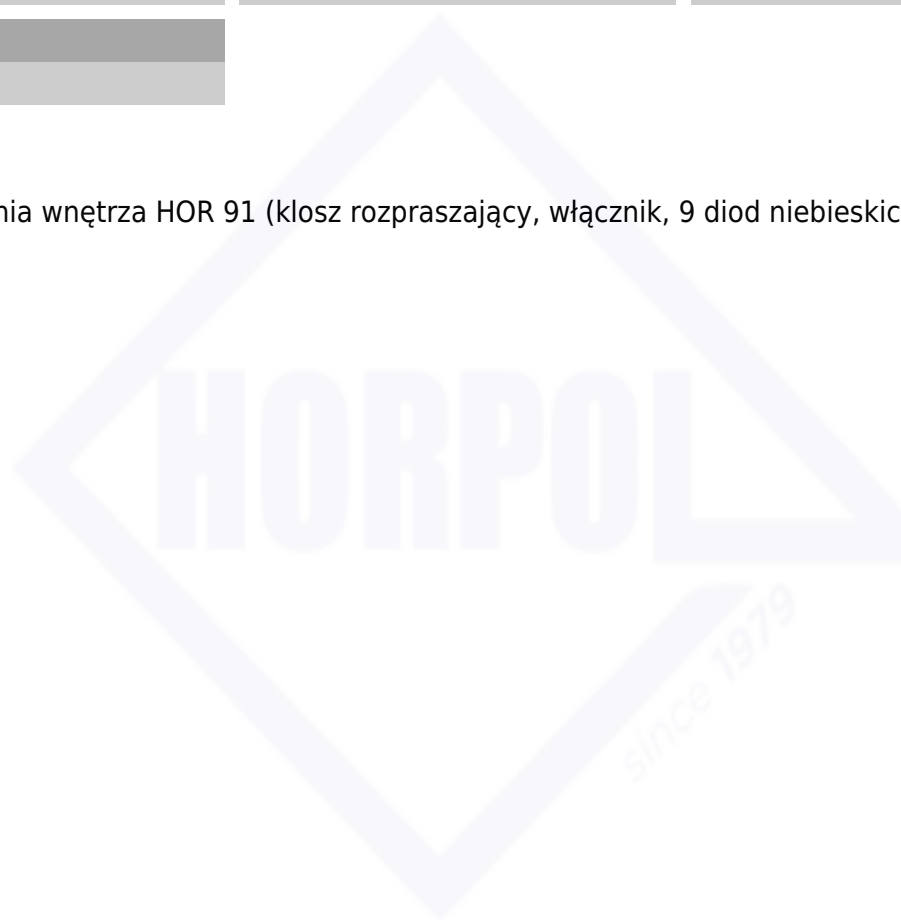 nia wnętrza HOR 91 (klosz rozpraszający, włącznik, 9 diod niebieskic
HORPOL
since 1979